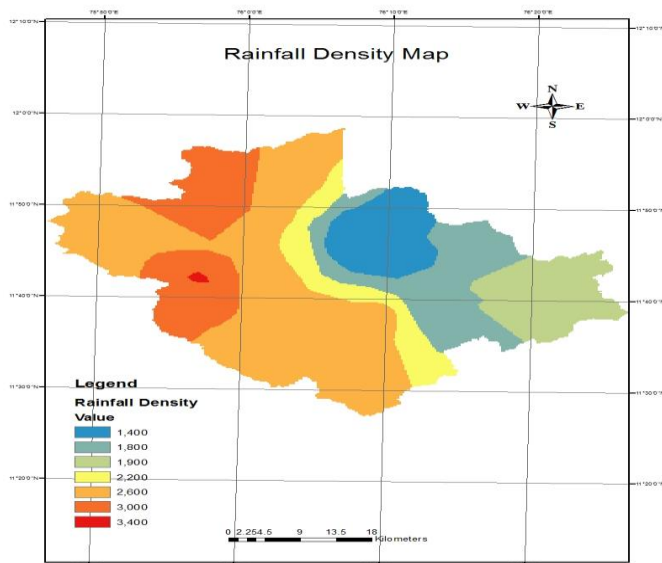 75°50'0"E 76°0'0"E 76°10'0"E 76°20'0"E
12°10'0"N 12°10'0"N
Rainfall Density Map
N
W E
S
12°0'0"N 12°0'0"N
11°50'0"N 11°50'0"N
11°40'0"N 11°40'0"N
11°30'0"N 11°30'0"N
Legend
Rainfall Density
Value
1,400
1,800
1,900
2,200
2,600
3,000
3,400
11°20'0"N 11°20'0"N
0 2.254.5 9 13.5 18
Kilometers